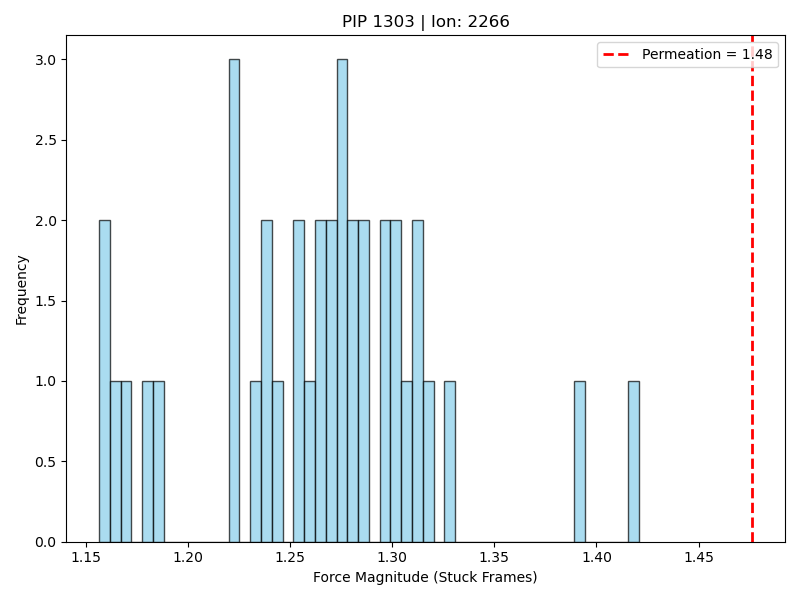 PIP 1303 | Ion: 2266
Permeation = 1.48
3.0
2.5
2.0
1.5
1.0
0.5
0.0
Frequency
1.15 1.20 1.25 1.30 1.35 1.40 1.45
Force Magnitude (Stuck Frames)